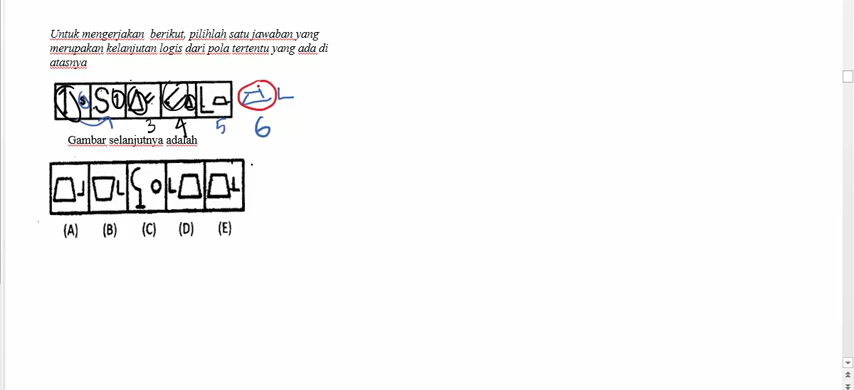 Untuk mengerjakan berikut, pilihlah satu jawaban yang
merupakan kelanjutan logis dari pola tertentu yang ada di
atasnya
S
L
L
3 4 5 6
Gambar selanjutnya adalah
(A) (B) (C) (D) (E)